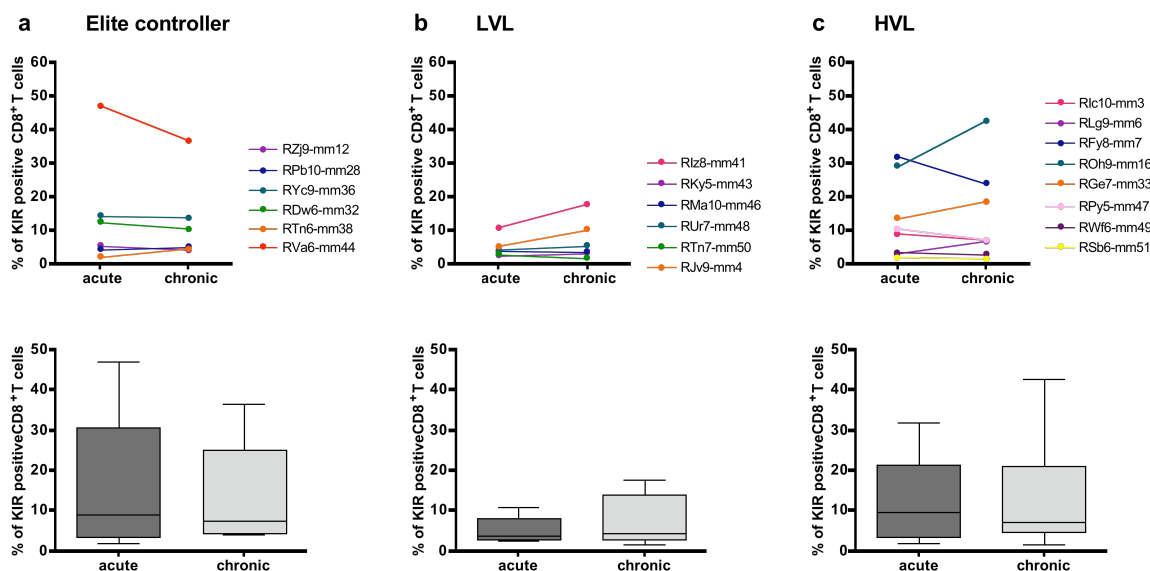 a Elite controller
% of KIR positive CD8+ T cells
60
50
40
30
20
10
0
acute chronic
RZj9-mm12
RPb10-mm28
RYc9-mm36
RDw6-mm32
RTn6-mm38
RVa6-mm44
b LVL
% of KIR positive CD8+ T cells
60
50
40
30
20
10
0
acute chronic
RIz8-mm41
RKy5-mm43
RMa10-mm46
RUr7-mm48
RTn7-mm50
RJv9-mm4
c HVL
% of KIR positive CD8+ T cells
60
50
40
30
20
10
0
acute chronic
RIc10-mm3
RLg9-mm6
RFy8-mm7
ROh9-mm16
RGe7-mm33
RPy5-mm47
RWf6-mm49
RSb6-mm51
% of KIR positiveCD8+T cells
50
40
30
20
10
0
acute chronic
% of KIR positiveCD8+T cells
50
40
30
20
10
0
acute chronic
% of KIR positiveCD8+T cells
50
40
30
20
10
0
acute chronic